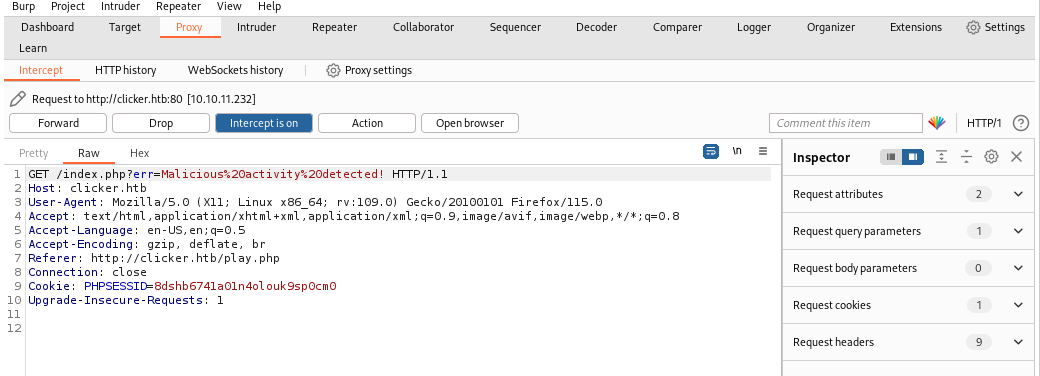 Burp Project Intruder Repeater View Help
Dashboard Target Proxy Intruder Repeater Collaborator Sequencer Decoder Comparer Logger Organizer Extensions Settings
Learn
Intercept HTTP history WebSockets history Proxy settings
Request to http://clicker.htb:80 [10.10.11.232]
Forward Drop Intercept is on Action Open browser Comment this item HTTP/1 ?
Pretty Raw Hex \n
Inspector
1 GET /index.php?err=Malicious%20activity%20detected! HTTP/1.1
2 Host: clicker.htb
3 User-Agent: Mozilla/5.0 (X11; Linux x86_64; rv:109.0) Gecko/20100101 Firefox/115.0
4 Accept: text/html,application/xhtml+xml,application/xml;q=0.9,image/avif,image/webp,*/*;q=0.8
5 Accept-Language: en-US,en;q=0.5
6 Accept-Encoding: gzip, deflate, br
7 Referer: http://clicker.htb/play.php
8 Connection: close
9 Cookie: PHPSESSID=8dshb6741a01n4olouk9sp0cm0
10 Upgrade-Insecure-Requests: 1
11
12
Request attributes 2
Request query parameters 1
Request body parameters 0
Request cookies 1
Request headers 9